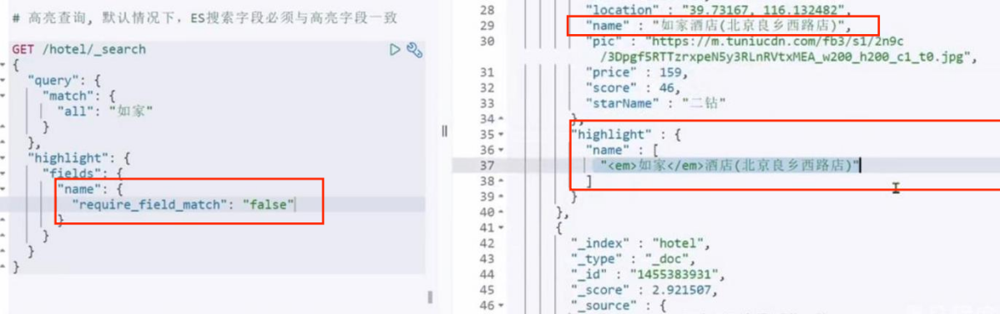 # 高亮查询, 默认情况下, ES搜索字段必须与高亮字段一致
GET /hotel/_search
{
"query": {
"match": {
"all": "如家"
}
},
"highlight": {
"fields": {
"name": {
"require_field_match": "false"
}
}
}
}
28 "location" : "39.73167, 116.132482",
29 "name" : "如家酒店(北京良乡西路店)",
30 "pic" : "https://m.tuniucdn.com/fb3/s1/2n9c
/3Dpgf5RTTzrxpeN5y3RLnRVtxMEA_w200_h200_c1_t0.jpg",
31 "price" : 159,
32 "score" : 46,
33 "starName" : "二钻"
34 },
35 "highlight" : {
36 "name" : [
37 "<em>如家</em>酒店(北京良乡西路店)"
38 ]
39 }
40 },
41 {
42 "_index" : "hotel",
43 "_type" : "_doc",
44 "_id" : "1455383931",
45 "_score" : 2.921507,
46 "_source" : {